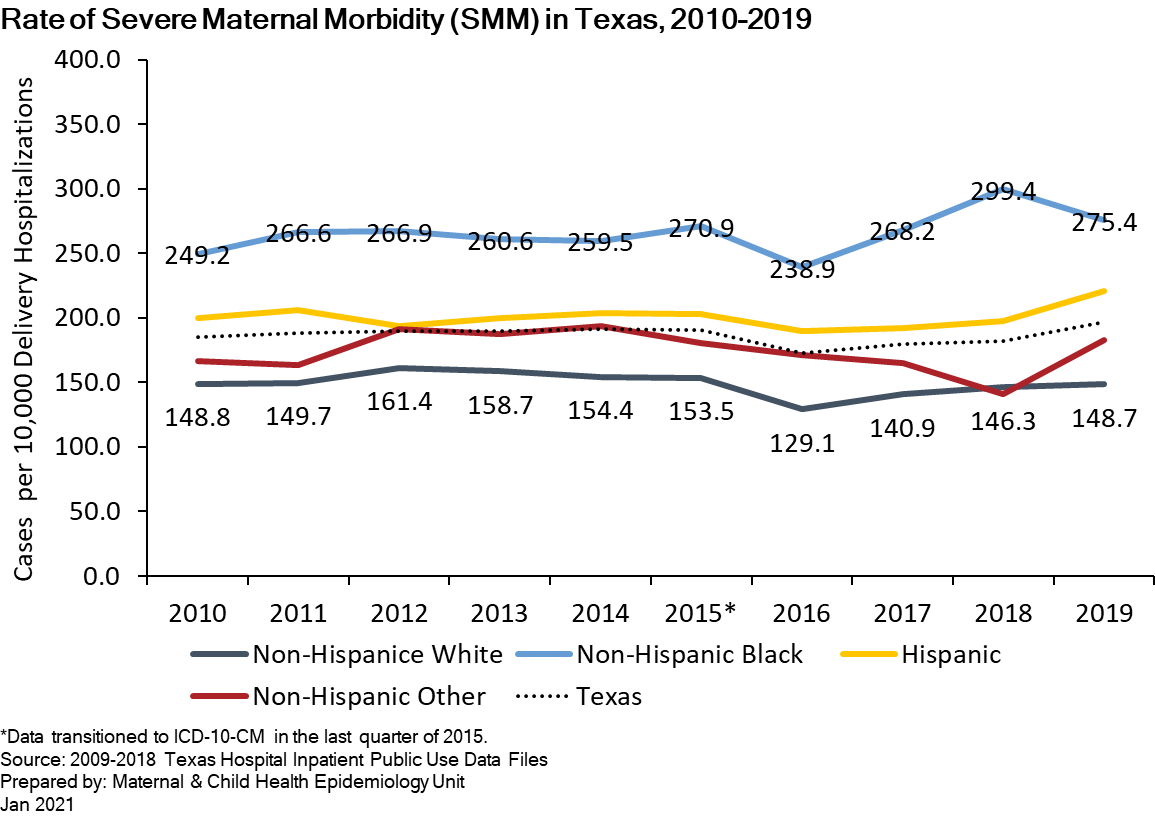 Rate of Severe Maternal Morbidity (SMM) in Texas, 2010-2019
Cases per 10,000 Delivery Hospitalizations
400.0
350.0
300.0
250.0
200.0
150.0
100.0
50.0
0.0
249.2 266.6 266.9 260.6 259.5 270.9 238.9 268.2 299.4 275.4
148.8 149.7 161.4 158.7 154.4 153.5 129.1 140.9 146.3 148.7
2010 2011 2012 2013 2014 2015* 2016 2017 2018 2019
Non-Hispanice White Non-Hispanic Black Hispanic
Non-Hispanic Other Texas
*Data transitioned to ICD-10-CM in the last quarter of 2015.
Source: 2009-2018 Texas Hospital Inpatient Public Use Data Files
Prepared by: Maternal & Child Health Epidemiology Unit
Jan 2021